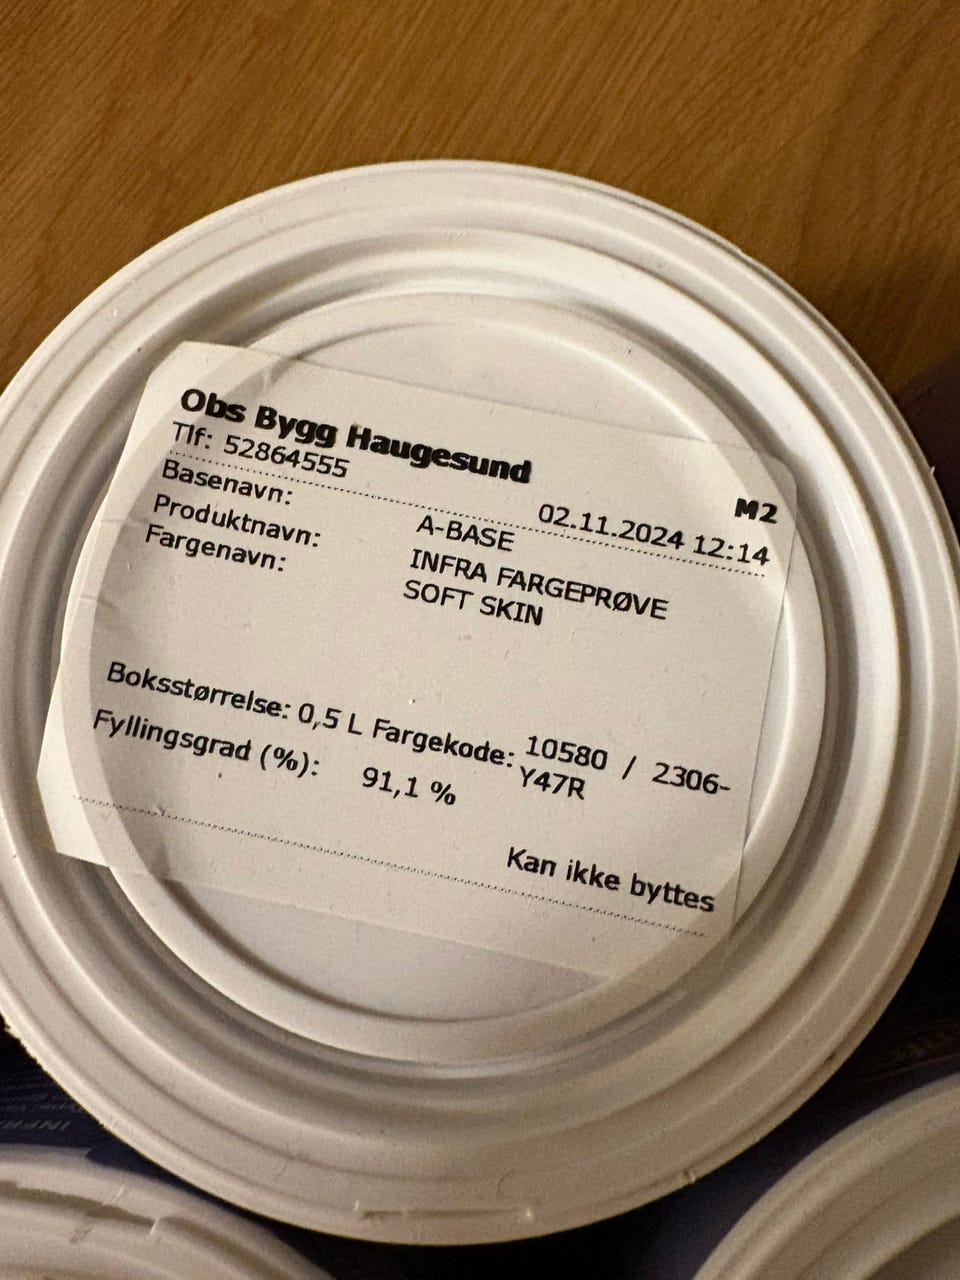 Obs Bygg Haugesund
Tlf: 52864555
M2
02.11.2024 12:14
Basenavn: A-BASE
Produktnavn: INFRA FARGEPRØVE
Fargenavn: SOFT SKIN
Boksstørrelse: 0,5 L Fargekode: 10580 / 2306-
Y47R
Fyllingsgrad (%): 91,1 %
Kan ikke byttes